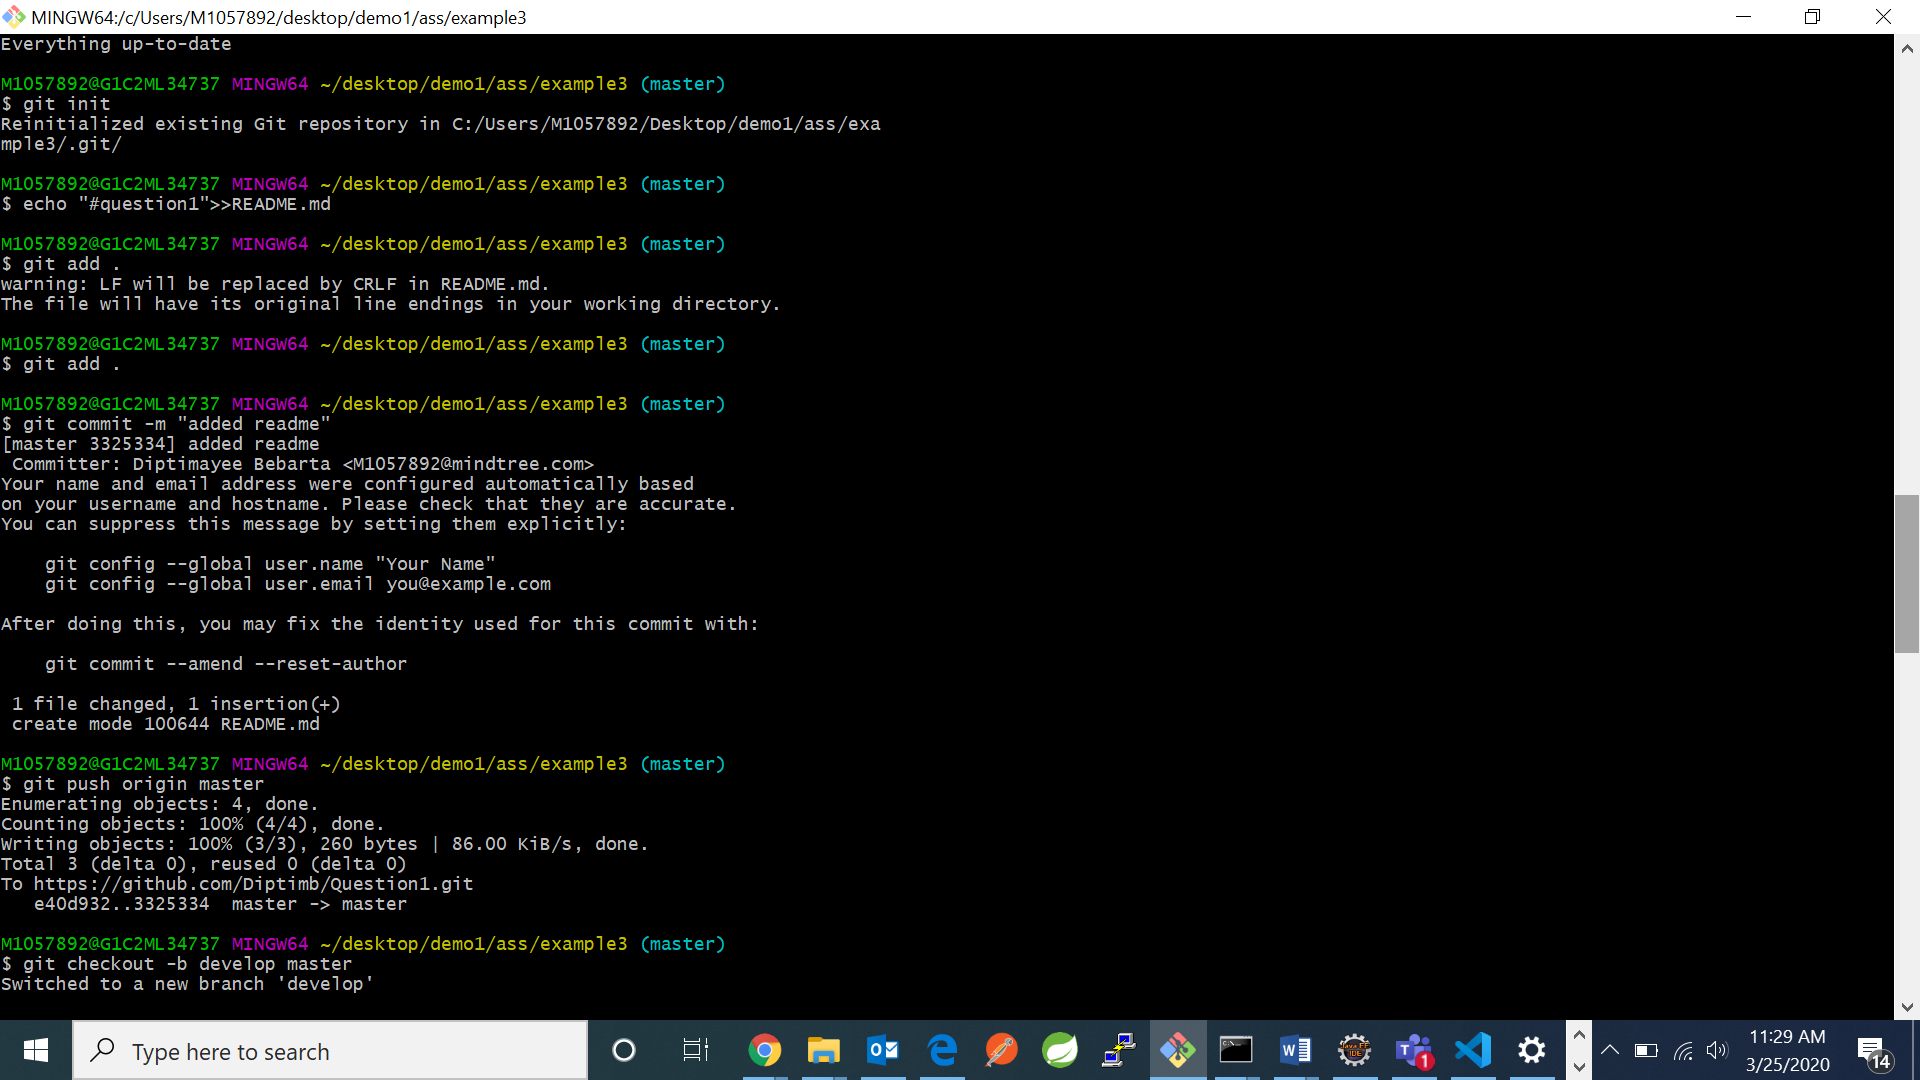 MINGW64:/c/Users/M1057892/desktop/demo1/ass/example3
Everything up-to-date
M1057892@G1C2ML34737 MINGW64 ~/desktop/demo1/ass/example3 (master)
$ git init
Reinitialized existing Git repository in C:/Users/M1057892/Desktop/demo1/ass/exa
mple3/.git/
M1057892@G1C2ML34737 MINGW64 ~/desktop/demo1/ass/example3 (master)
$ echo "#question1">>README.md
M1057892@G1C2ML34737 MINGW64 ~/desktop/demo1/ass/example3 (master)
$ git add .
warning: LF will be replaced by CRLF in README.md.
The file will have its original line endings in your working directory.
M1057892@G1C2ML34737 MINGW64 ~/desktop/demo1/ass/example3 (master)
$ git add .
M1057892@G1C2ML34737 MINGW64 ~/desktop/demo1/ass/example3 (master)
$ git commit -m "added readme"
[master 3325334] added readme
 Committer: Diptimayee Bebarta <M1057892@mindtree.com>
Your name and email address were configured automatically based
on your username and hostname. Please check that they are accurate.
You can suppress this message by setting them explicitly:
    git config --global user.name "Your Name"
    git config --global user.email you@example.com
After doing this, you may fix the identity used for this commit with:
    git commit --amend --reset-author
 1 file changed, 1 insertion(+)
 create mode 100644 README.md
M1057892@G1C2ML34737 MINGW64 ~/desktop/demo1/ass/example3 (master)
$ git push origin master
Enumerating objects: 4, done.
Counting objects: 100% (4/4), done.
Writing objects: 100% (3/3), 260 bytes | 86.00 KiB/s, done.
Total 3 (delta 0), reused 0 (delta 0)
To https://github.com/Diptimb/Question1.git
   e40d932..3325334  master -> master
M1057892@G1C2ML34737 MINGW64 ~/desktop/demo1/ass/example3 (master)
$ git checkout -b develop master
Switched to a new branch 'develop'
Type here to search
11:29 AM
3/25/2020
14
1